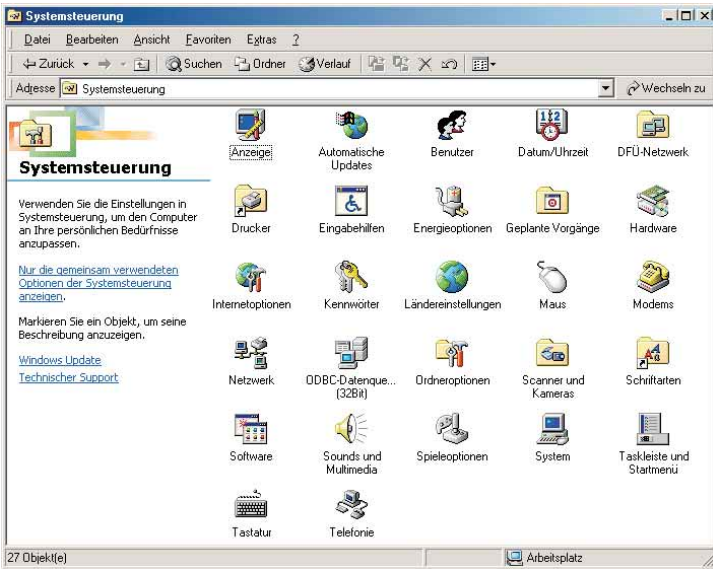 Systemsteuerung
Datei Bearbeiten Ansicht Favoriten Extras ?
Zurück Suchen Ordner Verlauf
Adresse Systemsteuerung Wechseln zu
Systemsteuerung
Verwenden Sie die Einstellungen in
Systemsteuerung, um den Computer
an Ihre persönlichen Bedürfnisse
anzupassen.
Nur die gemeinsam verwendeten
Optionen der Systemsteuerung
anzeigen.
Markieren Sie ein Objekt, um seine
Beschreibung anzuzeigen.
Windows Update
Technischer Support
Anzeige
Automatische
Updates
Benutzer
Datum/Uhrzeit
DFÜ-Netzwerk
Drucker
Eingabehilfen
Energieoptionen
Geplante Vorgänge
Hardware
Internetoptionen
Kennwörter
Ländereinstellungen
Maus
Modems
Netzwerk
ODBC-Datenque...
(32Bit)
Ordneroptionen
Scanner und
Kameras
Schriftarten
Software
Sounds und
Multimedia
Spieleoptionen
System
Taskleiste und
Startmenü
Tastatur
Telefonie
27 Objekt(e)
Arbeitsplatz